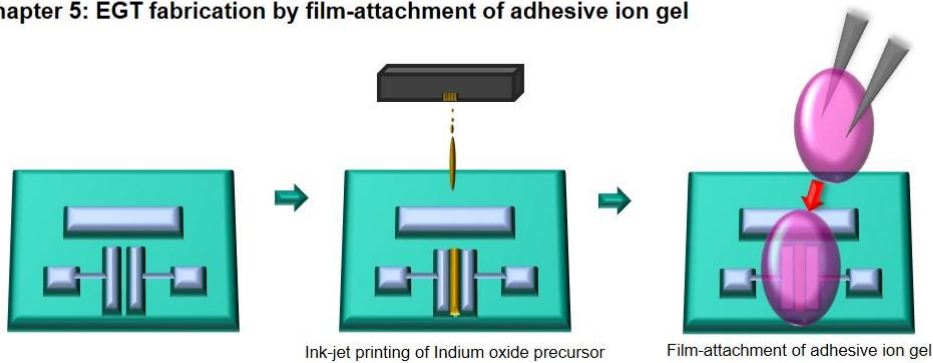 hapter 5: EGT fabrication by film-attachment of adhesive ion gel
Ink-jet printing of Indium oxide precursor
Film-attachment of adhesive ion gel